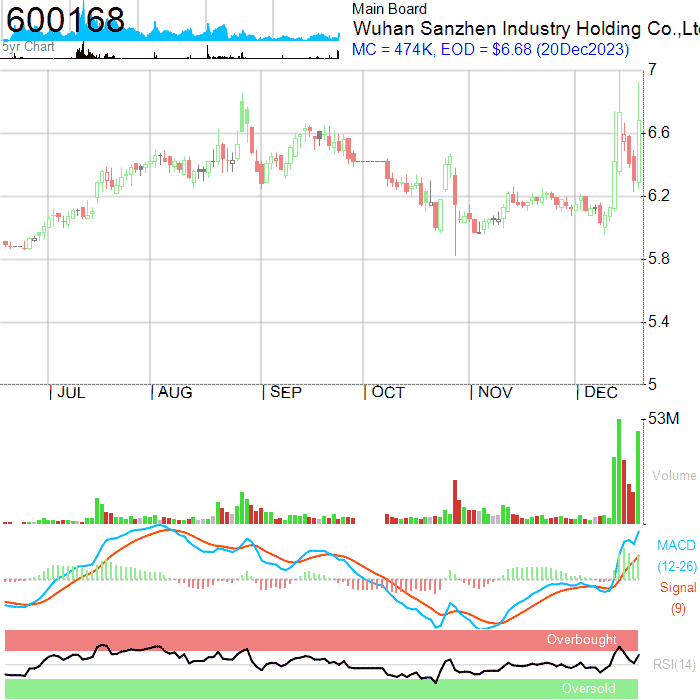 600168
5yr Chart
Main Board
Wuhan Sanzhen Industry Holding Co.,Lt
MC = 474K, EOD = $6.68 (20Dec2023)
7
6.6
6.2
5.8
5.4
5
JUL AUG SEP OCT NOV DEC
53M
Volume
MACD
(12-26)
Signal
(9)
Overbought
RSI(14)
Oversold